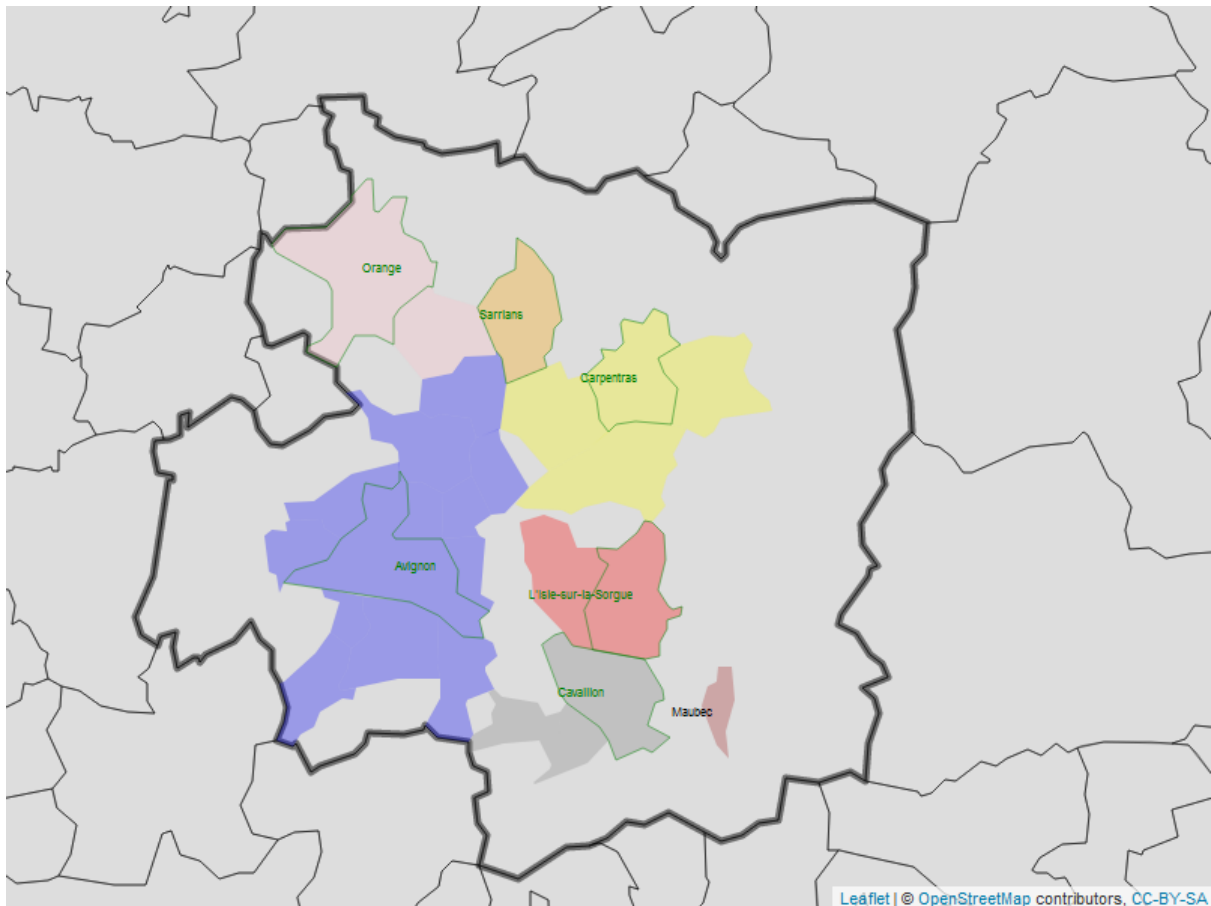 Orange
Sarrians
Carpentras
Avignon
L'Isle-sur-la-Sorgue
Cavaillon
Maubec
Leaflet | © OpenStreetMap contributors, CC-BY-SA